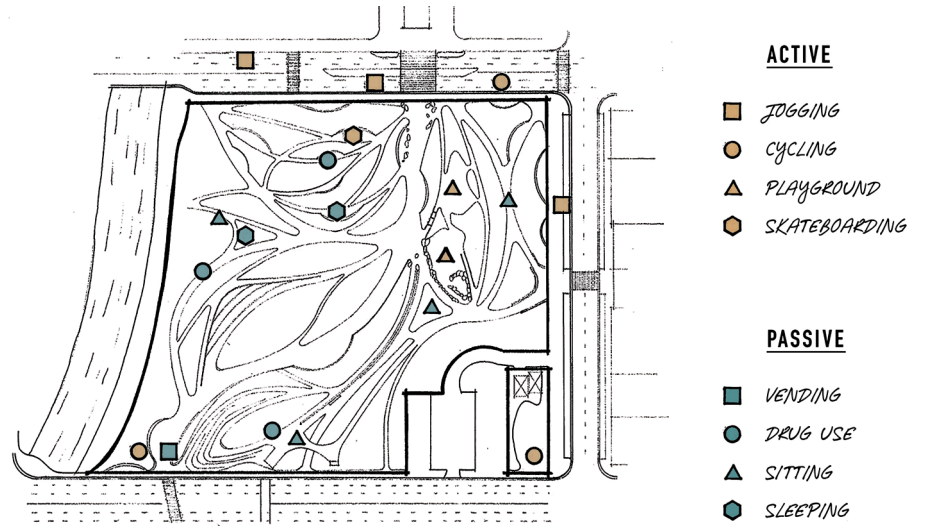 ACTIVE
JOGGING
CYCLING
PLAYGROUND
SKATEBOARDING
PASSIVE
VENDING
DRUG USE
SITTING
SLEEPING